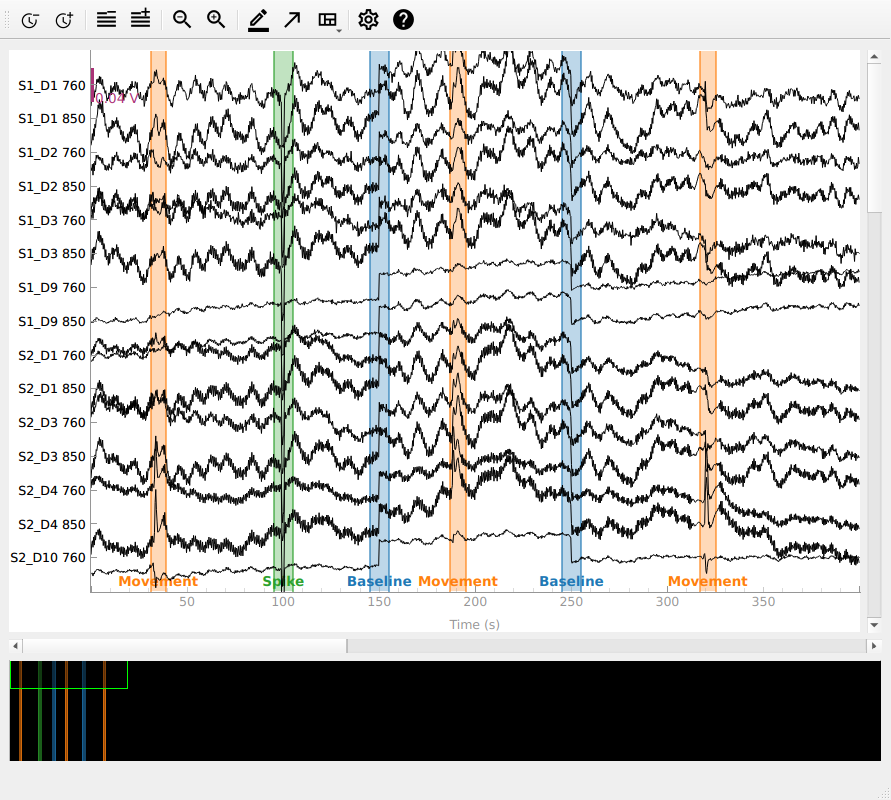 S1_D1 760
0.04 V
S1_D1 850
S1_D2 760
S1_D2 850
S1_D3 760
S1_D3 850
S1_D9 760
S1_D9 850
S2_D1 760
S2_D1 850
S2_D3 760
S2_D3 850
S2_D4 760
S2_D4 850
S2_D10 760
Movement Spike Baseline Movement Baseline Movement
50 100 150 200 250 300 350
Time (s)